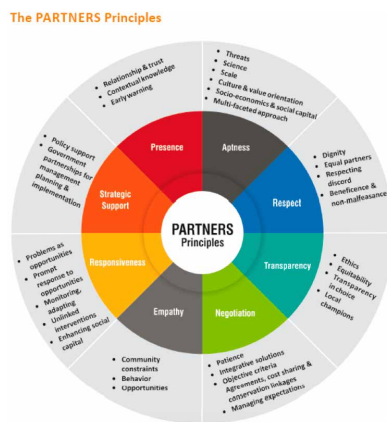 The PARTNERS Principles
PARTNERS
Principles
Presence
• Relationship & trust
• Contextual knowledge
• Early warning
Aptness
• Threats
• Science
• Scale
• Culture & value orientation
• Socio-economics & social capital
• Multi-faceted approach
Respect
• Dignity
• Equal partners
• Respecting
discord
• Beneficence &
non-malfeasance
Transparency
• Ethics
• Equitability
• Transparency
in choice
• Local
champions
Negotiation
• Patience
• Integrative solutions
• Objective criteria
• Agreements, cost sharing &
conservation linkages
• Managing expectations
Empathy
• Community
constraints
• Behavior
• Opportunities
Responsiveness
• Problems as
opportunities
• Prompt
response to
opportunities
• Monitoring,
adapting
• Unlinked
interventions
• Enhancing social
capital
Strategic
Support
• Policy support
• Government
partnerships for
management
planning &
implementation